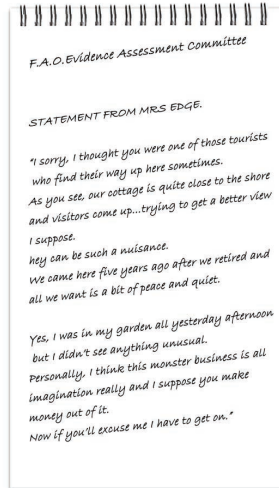 F.A.O.Evidence Assessment Committee
STATEMENT FROM MRS EDGE.
"I sorry, I thought you were one of those tourists
who find their way up here sometimes.
As you see, our cottage is quite close to the shore
and visitors come up...trying to get a better view
I suppose.
hey can be such a nuisance.
We came here five years ago after we retired and
all we want is a bit of peace and quiet.
Yes, I was in my garden all yesterday afternoon
but I didn't see anything unusual.
Personally, I think this monster business is all
imagination really and I suppose you make
money out of it.
Now if you'll excuse me I have to get on."